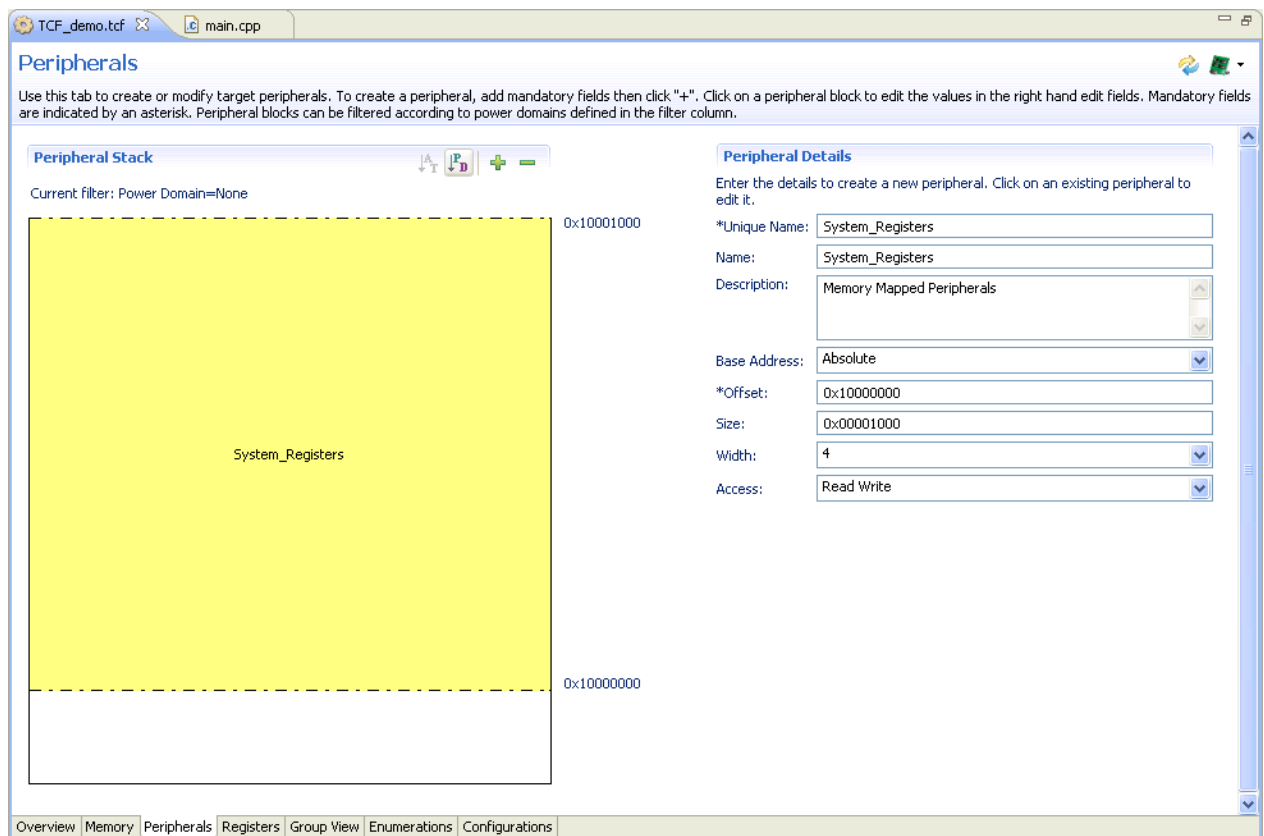 TCF_demo.tcf
main.cpp
Peripherals
Use this tab to create or modify target peripherals. To create a peripheral, add mandatory fields then click "+". Click on a peripheral block to edit the values in the right hand edit fields. Mandatory fields
are indicated by an asterisk. Peripheral blocks can be filtered according to power domains defined in the filter column.
Peripheral Stack
Current filter: Power Domain=None
0x10001000
System_Registers
0x10000000
Peripheral Details
Enter the details to create a new peripheral. Click on an existing peripheral to
edit it.
*Unique Name: System_Registers
Name: System_Registers
Description: Memory Mapped Peripherals
Base Address: Absolute
*Offset: 0x10000000
Size: 0x00001000
Width: 4
Access: Read Write
Overview Memory Peripherals Registers Group View Enumerations Configurations